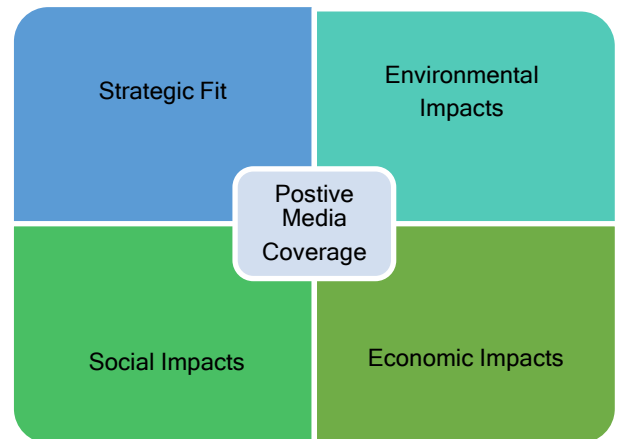 Strategic Fit
Environmental
Impacts
Postive
Media
Coverage
Social Impacts
Economic Impacts